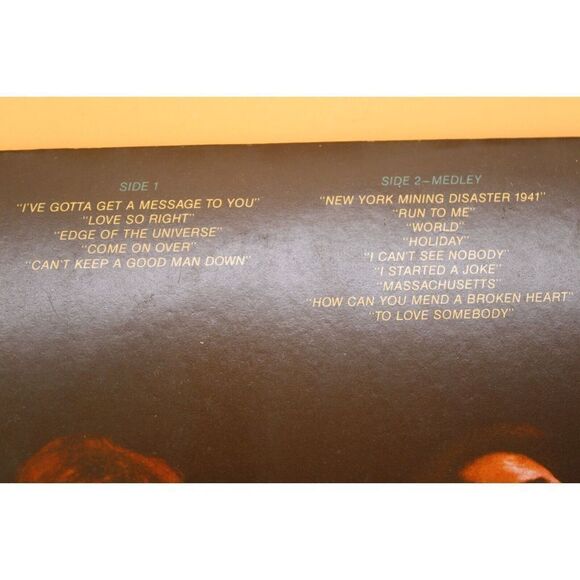 SIDE 1
"I'VE GOTTA GET A MESSAGE TO YOU"
"LOVE SO RIGHT"
"EDGE OF THE UNIVERSE"
"COME ON OVER"
"CAN'T KEEP A GOOD MAN DOWN"
SIDE 2–MEDLEY
"NEW YORK MINING DISASTER 1941"
"RUN TO ME"
"WORLD"
"HOLIDAY"
"I CAN'T SEE NOBODY"
"I STARTED A JOKE"
"MASSACHUSETTS"
"HOW CAN YOU MEND A BROKEN HEART"
"TO LOVE SOMEBODY"